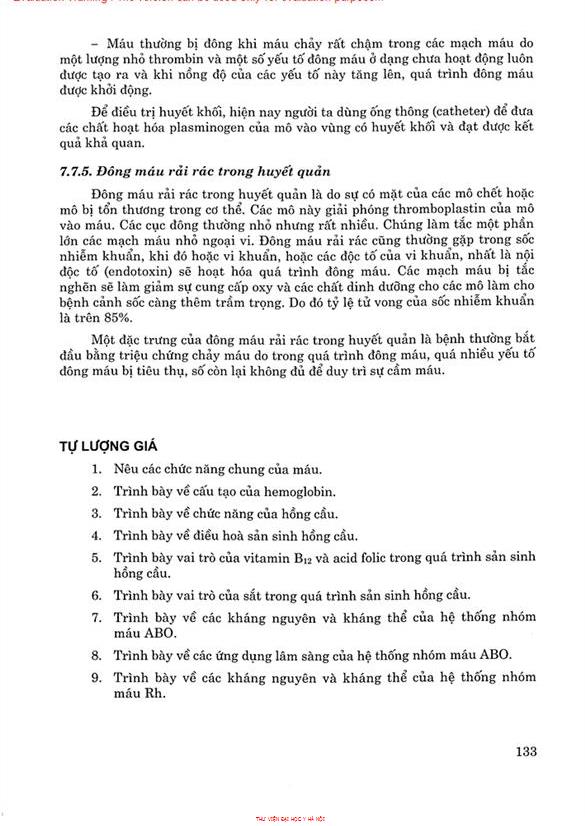 – Máu thường bị đông khi máu chảy rất chậm trong các mạch máu do
một lượng nhỏ thrombin và một số yếu tố đông máu ở dạng chưa hoạt động luôn
được tạo ra và khi nồng độ của các yếu tố này tăng lên, quá trình đông máu
được khởi động.
Để điều trị huyết khối, hiện nay người ta dùng ống thông (catheter) để đưa
các chất hoạt hóa plasminogen của mô vào vùng có huyết khối và đạt được kết
quả khả quan.
7.7.5. Đông máu rải rác trong huyết quản
Đông máu rải rác trong huyết quản là do sự có mặt của các mô chết hoặc
mô bị tổn thương trong cơ thể. Các mô này giải phóng thromboplastin của mô
vào máu. Các cục đông thường nhỏ nhưng rất nhiều. Chúng làm tắc một phần
lớn các mạch máu nhỏ ngoại vi. Đông máu rải rác cũng thường gặp trong sốc
nhiễm khuẩn, khi đó hoặc vi khuẩn, hoặc các độc tố của vi khuẩn, nhất là nội
độc tố (endotoxin) sẽ hoạt hóa quá trình đông máu. Các mạch máu bị tắc
nghẽn sẽ làm giảm sự cung cấp oxy và các chất dinh dưỡng cho các mô làm cho
bệnh cảnh sốc càng thêm trầm trọng. Do đó tỷ lệ tử vong của sốc nhiễm khuẩn
là trên 85%.
Một đặc trưng của đông máu rải rác trong huyết quản là bệnh thường bắt
đầu bằng triệu chứng chảy máu do trong quá trình đông máu, quá nhiều yếu tố
đông máu bị tiêu thụ, số còn lại không đủ để duy trì sự cầm máu.
TỰ LƯỢNG GIÁ
1. Nêu các chức năng chung của máu.
2. Trình bày về cấu tạo của hemoglobin.
3. Trình bày về chức năng của hồng cầu.
4. Trình bày về điều hoà sản sinh hồng cầu.
5. Trình bày vai trò của vitamin B₁₂ và acid folic trong quá trình sản sinh
hồng cầu.
6. Trình bày vai trò của sắt trong quá trình sản sinh hồng cầu.
7. Trình bày về các kháng nguyên và kháng thể của hệ thống nhóm
máu ABO.
8. Trình bày về các ứng dụng lâm sàng của hệ thống nhóm máu ABO.
9. Trình bày về các kháng nguyên và kháng thể của hệ thống nhóm
máu Rh.
133
THƯ VIỆN ĐẠI HỌC Y HÀ NỘI